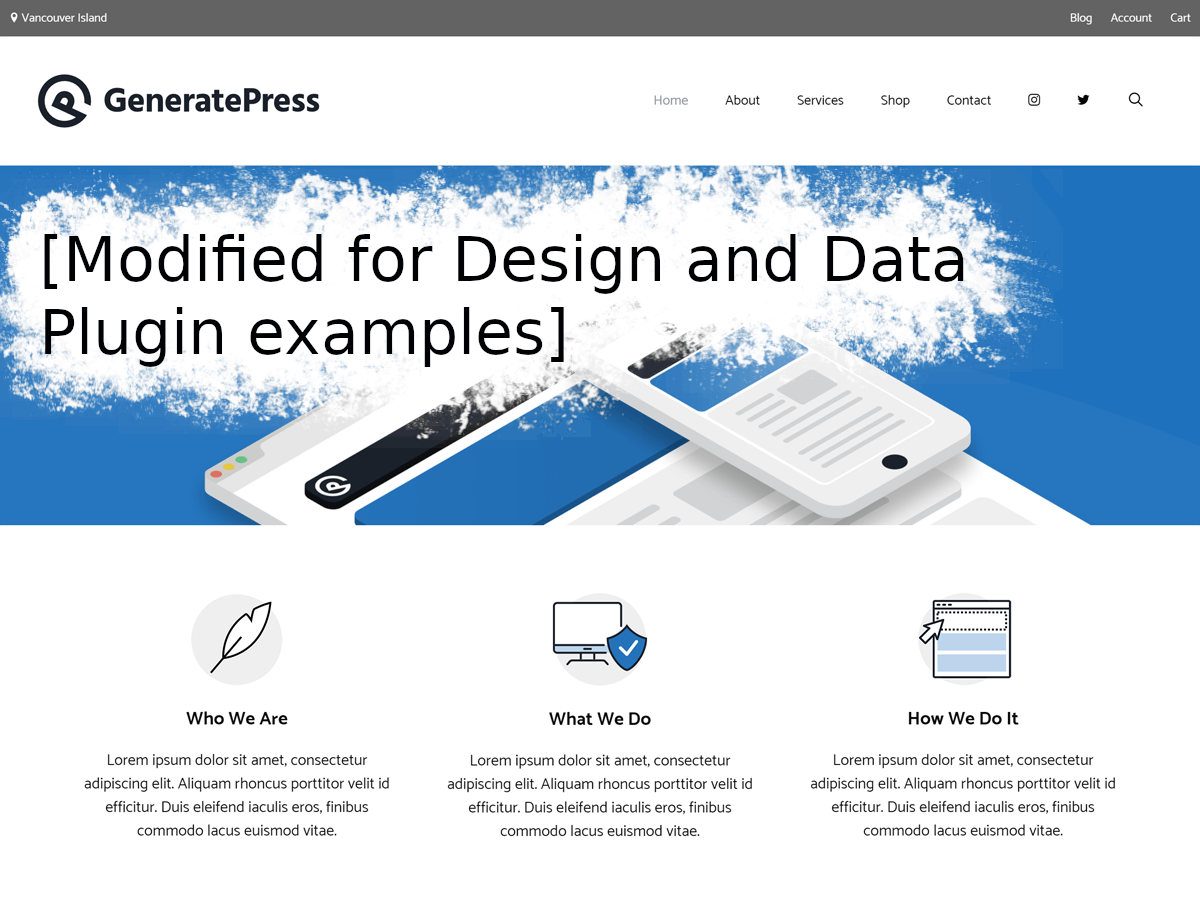 Vancouver Island
Blog Account Cart
GeneratePress
Home About Services Shop Contact
[Modified for Design and Data
Plugin examples]
Who We Are
Lorem ipsum dolor sit amet, consectetur
adipiscing elit. Aliquam rhoncus porttitor velit id
efficitur. Duis eleifend iaculis eros, finibus
commodo lacus euismod vitae.
What We Do
Lorem ipsum dolor sit amet, consectetur
adipiscing elit. Aliquam rhoncus porttitor velit id
efficitur. Duis eleifend iaculis eros, finibus
commodo lacus euismod vitae.
How We Do It
Lorem ipsum dolor sit amet, consectetur
adipiscing elit. Aliquam rhoncus porttitor velit id
efficitur. Duis eleifend iaculis eros, finibus
commodo lacus euismod vitae.